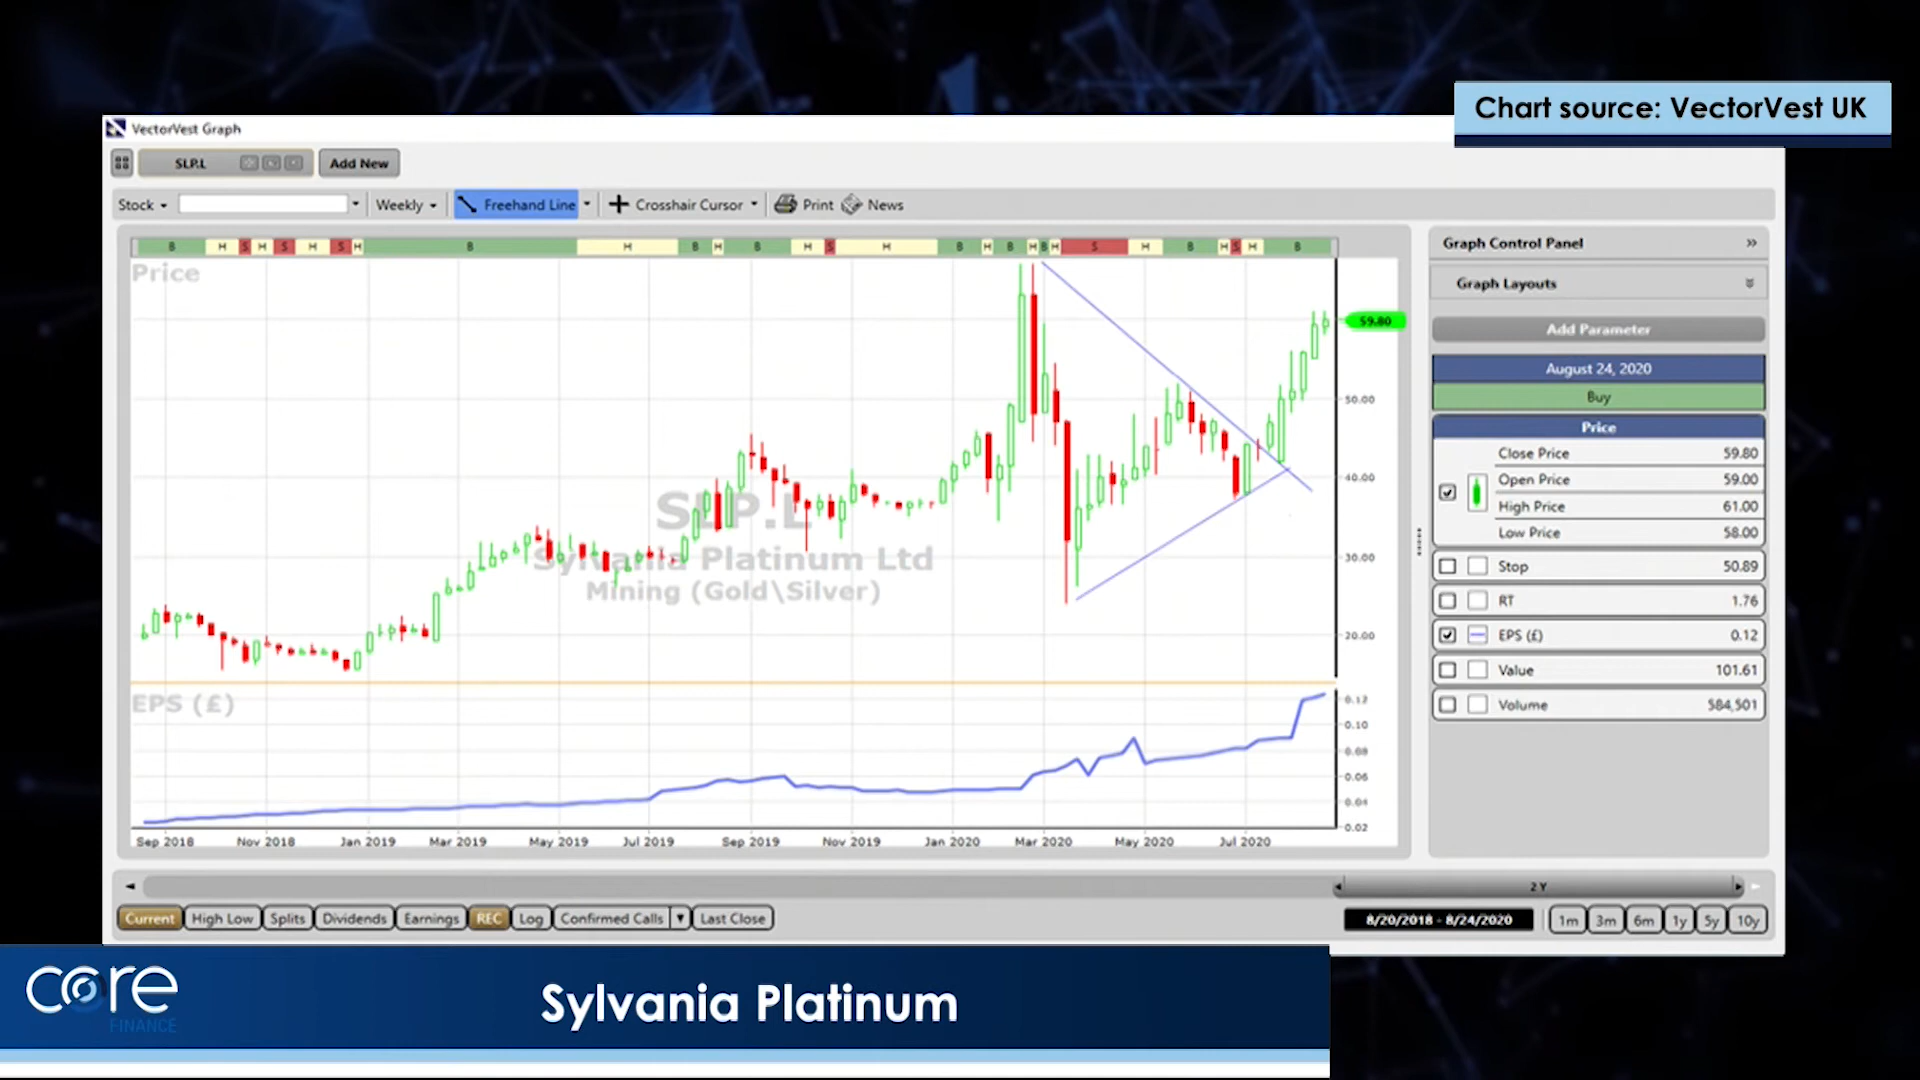 Chart source: VectorVest UK
VectorVest Graph
SLP.L
Add New
Stock
Weekly
Freehand Line
Crosshair Cursor
Print
News
B H S H S H S H B H B H B H S H B H B H B H S H B H S H B
Price
59.80
50.00
40.00
30.00
20.00
SLP.L
Sylvania Platinum Ltd
Mining (Gold\Silver)
EPS (£)
0.12
0.10
0.08
0.06
0.04
0.02
Sep 2018 Nov 2018 Jan 2019 Mar 2019 May 2019 Jul 2019 Sep 2019 Nov 2019 Jan 2020 Mar 2020 May 2020 Jul 2020
Graph Control Panel
Graph Layouts
Add Parameter
August 24, 2020
Buy
Price
Close Price 59.80
Open Price 59.00
High Price 61.00
Low Price 58.00
Stop 50.89
RT 1.76
EPS (£) 0.12
Value 101.61
Volume 584,501
2 Y
Current High Low Splits Dividends Earnings REC Log Confirmed Calls Last Close
8/20/2018 - 8/24/2020
1m 3m 6m 1y 5y 10y
core
FINANCE
Sylvania Platinum